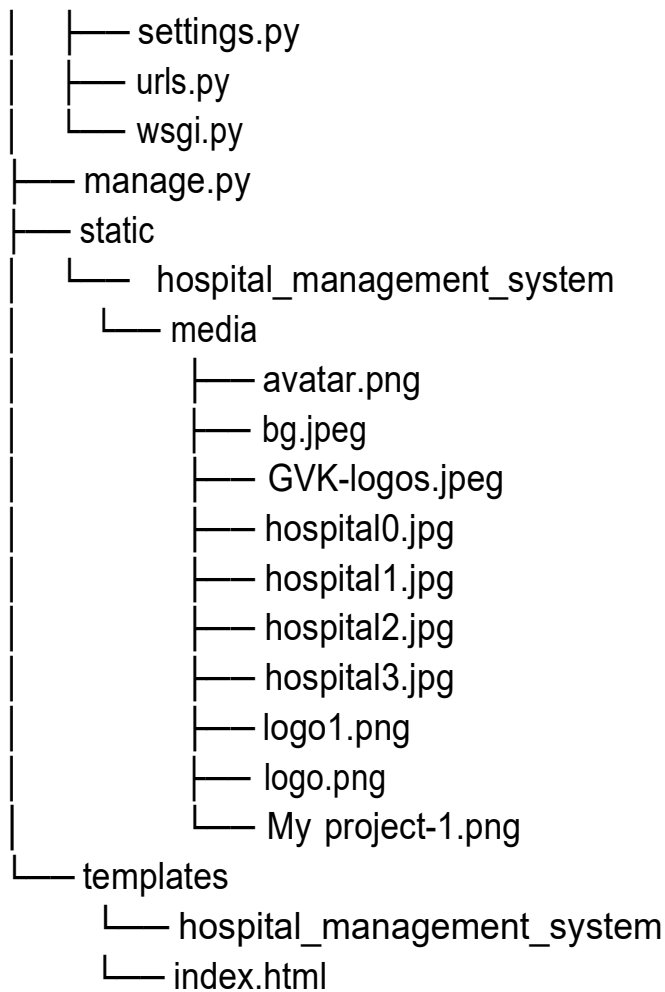 │ ├── settings.py
│ ├── urls.py
│ └── wsgi.py
├── manage.py
├── static
│ └── hospital_management_system
│ └── media
│ ├── avatar.png
│ ├── bg.jpeg
│ ├── GVK-logos.jpeg
│ ├── hospital0.jpg
│ ├── hospital1.jpg
│ ├── hospital2.jpg
│ ├── hospital3.jpg
│ ├── logo1.png
│ ├── logo.png
│ └── My project-1.png
└── templates
└── hospital_management_system
└── index.html